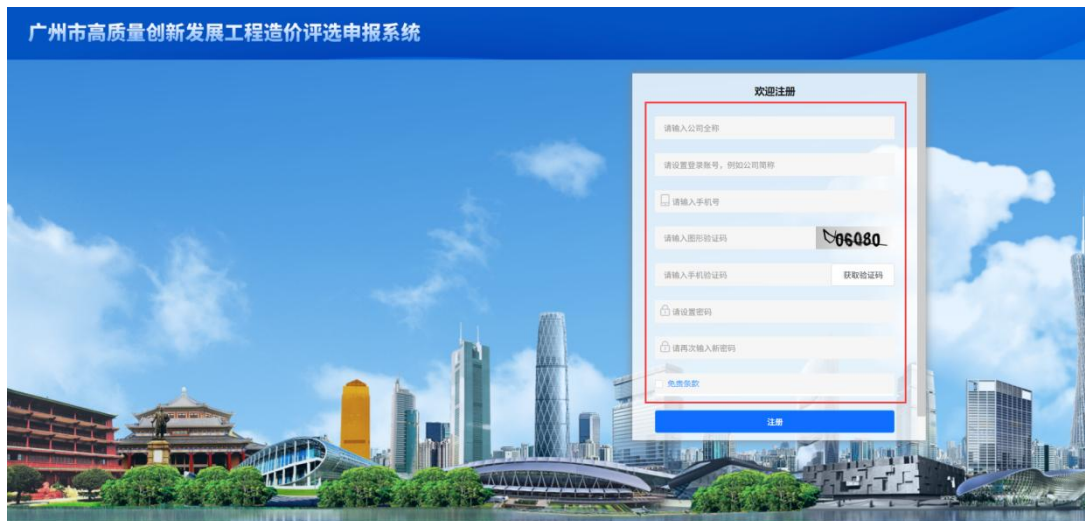 广州市高质量创新发展工程造价评选申报系统
欢迎注册
请输入公司全称
请设置登录账号，例如公司简称
请输入手机号
请输入图形验证码
06080
请输入手机验证码
获取验证码
请设置密码
请再次输入新密码
免责条款
注册